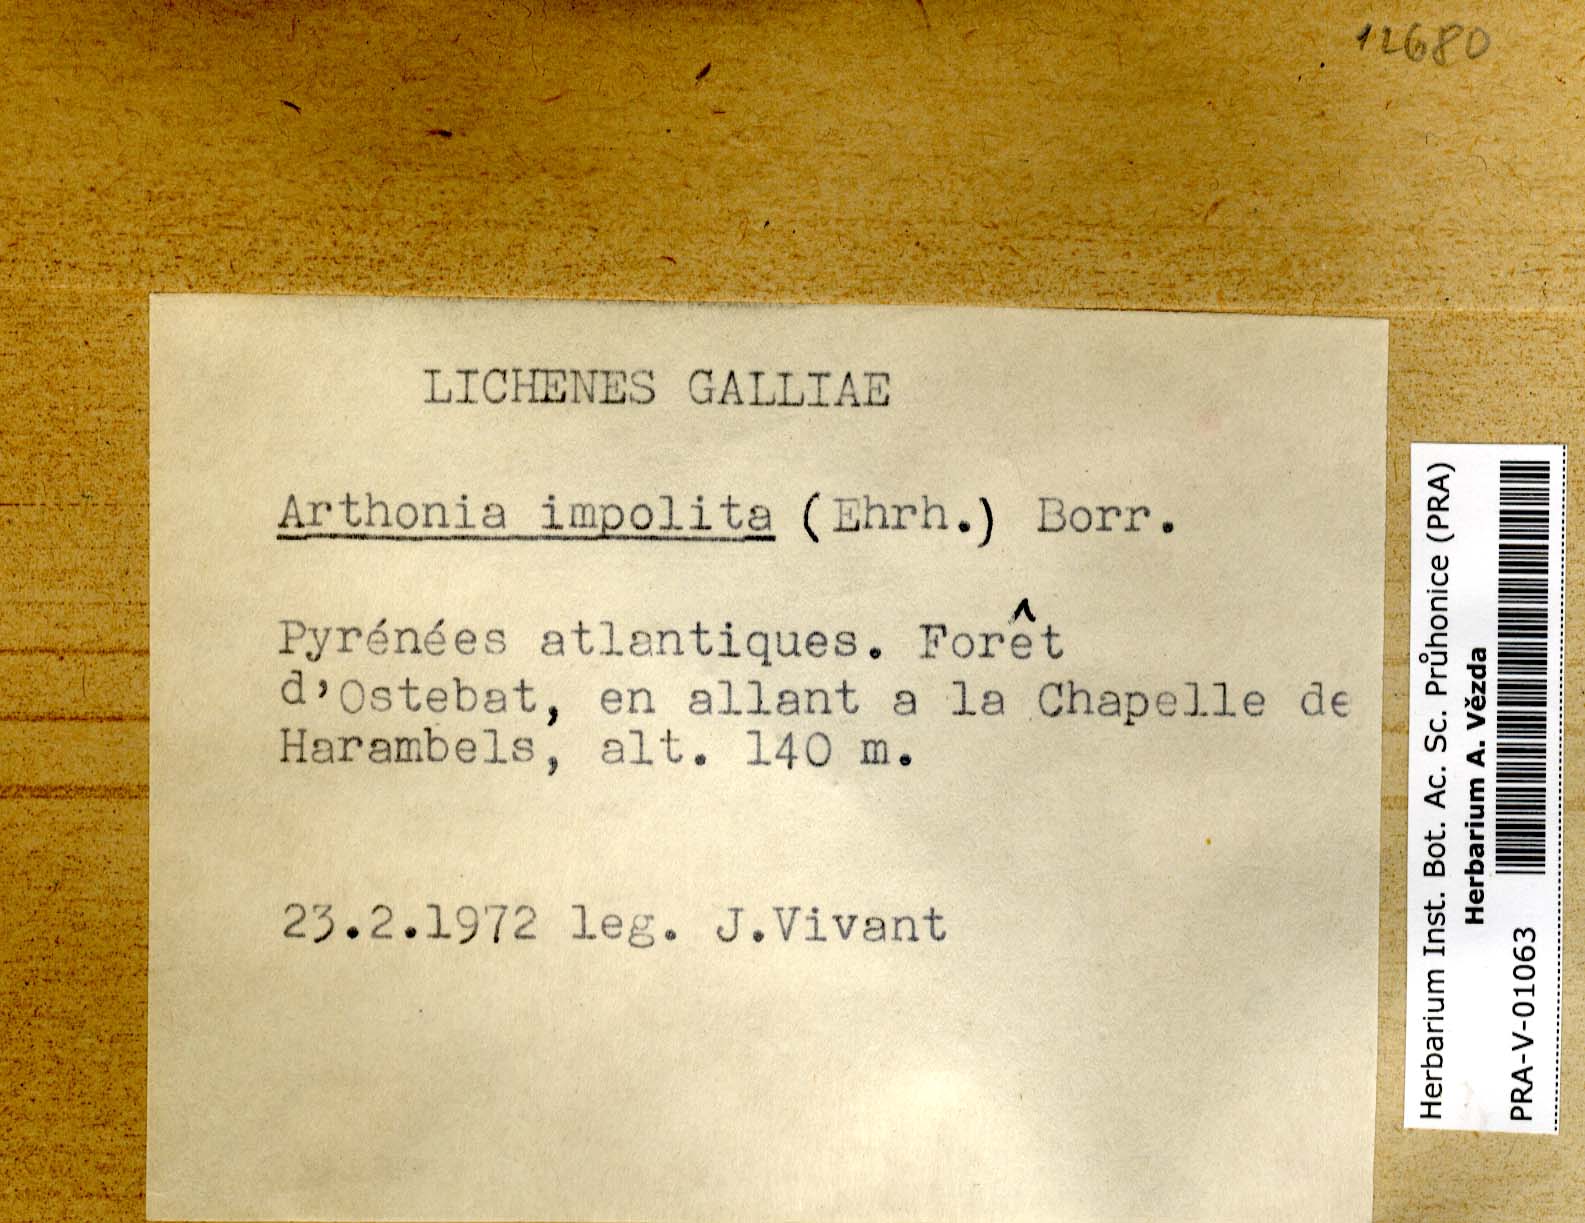 12680
LICHENES GALLIAE
Arthonia impolita (Ehrh.) Borr.
Pyrénées atlantiques. Forêt
d'Ostebat, en allant a la Chapelle de
Harambels, alt. 140 m.
23.2.1972 leg. J.Vivant
Herbarium Inst. Bot. Ac. Sc. Průhonice (PRA)
Herbarium A. Vězda
PRA-V-01063